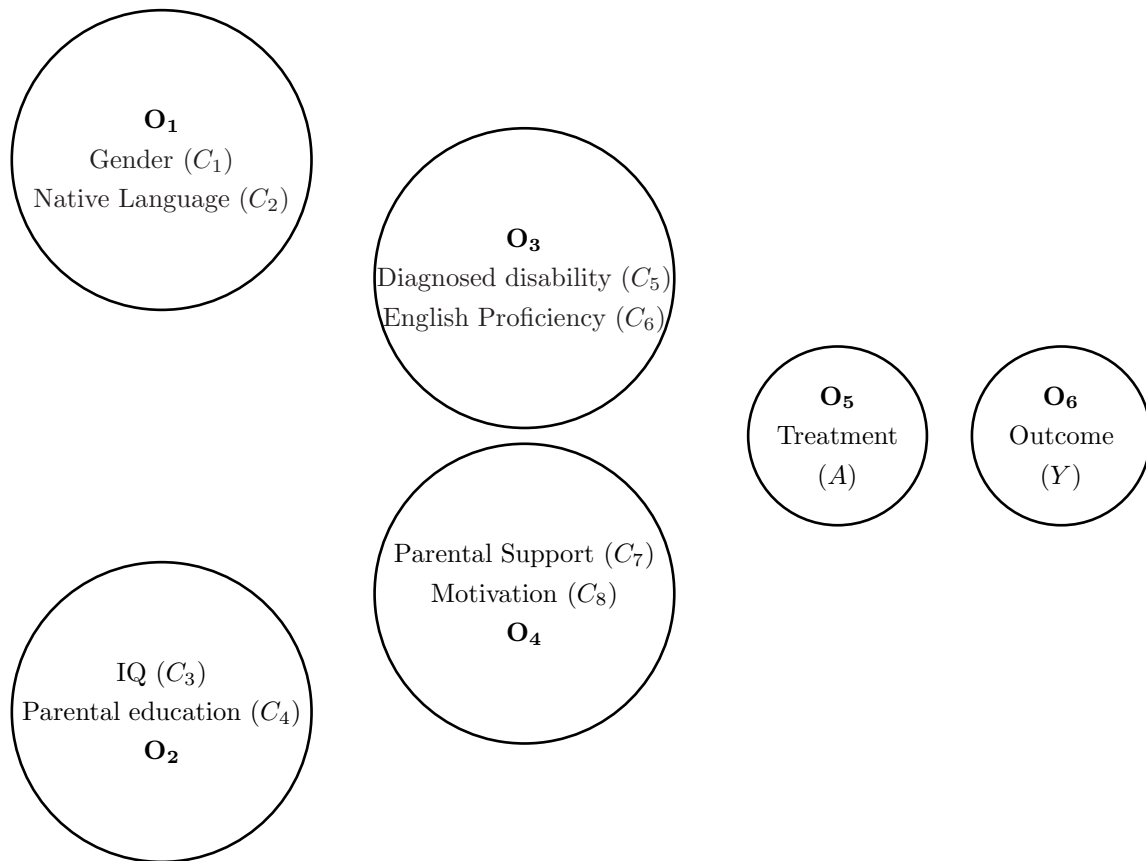 O₁
Gender (C₁)
Native Language (C₂)
O₃
Diagnosed disability (C₅)
English Proficiency (C₆)
O₅
Treatment
(A)
O₆
Outcome
(Y)
Parental Support (C₇)
Motivation (C₈)
O₄
IQ (C₃)
Parental education (C₄)
O₂